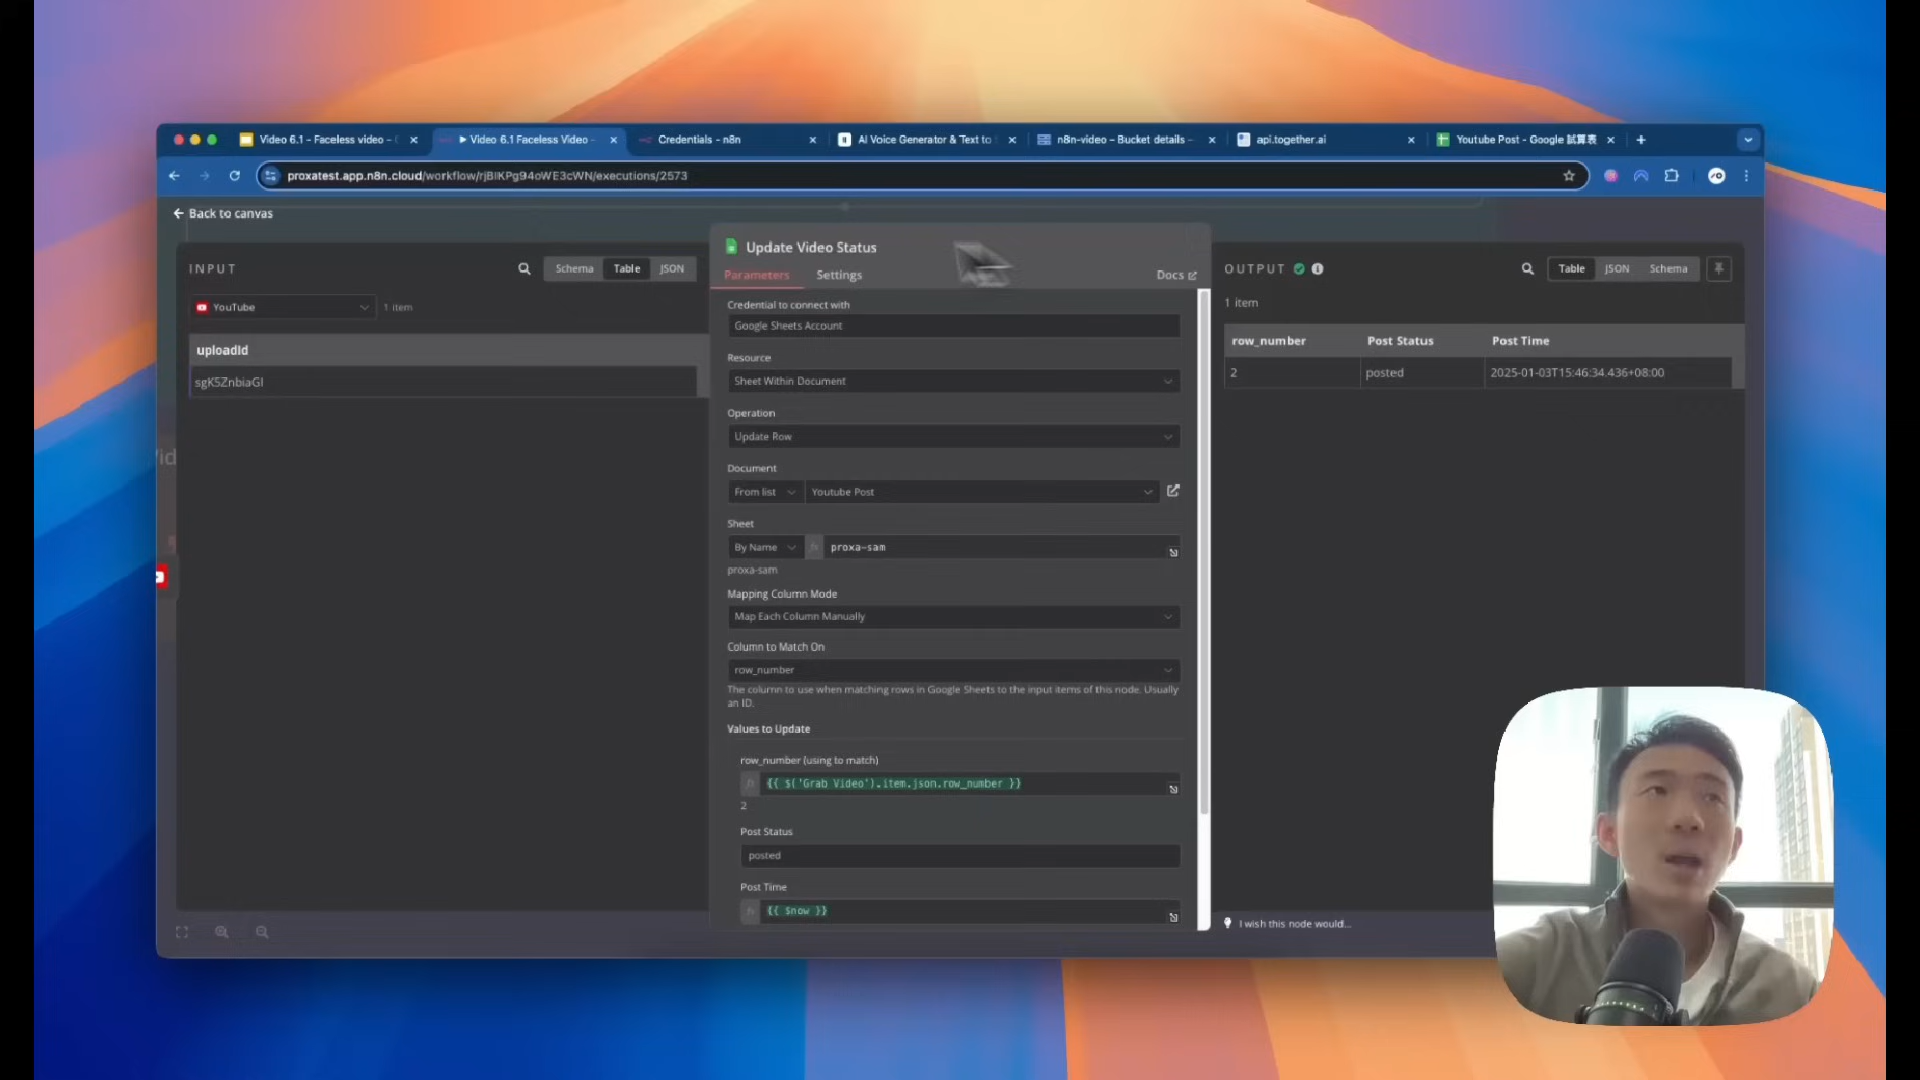 Video 6.1 - Faceless video -
Video 6.1 Faceless Video -
Credentials - n8n
AI Voice Generator & Text to
n8n-video – Bucket details –
api.together.ai
Youtube Post - Google 試算表
proxatest.app.n8n.cloud/workflow/rjBIKPg94oWE3cWN/executions/2573
Back to canvas
INPUT
Schema
Table
JSON
YouTube
1 item
uploadId
sgK5ZnbiaGI
Update Video Status
Parameters
Settings
Docs
Credential to connect with
Google Sheets Account
Resource
Sheet Within Document
Operation
Update Row
Document
From list
Youtube Post
Sheet
By Name
fx
proxa-sam
proxa-sam
Mapping Column Mode
Map Each Column Manually
Column to Match On
row_number
The column to use when matching rows in Google Sheets to the input items of this node. Usually
an ID.
Values to Update
row_number (using to match)
fx
{{ $('Grab Video').item.json.row_number }}
2
Post Status
posted
Post Time
fx
{{ $now }}
OUTPUT
Table
JSON
Schema
1 item
row_number
Post Status
Post Time
2
posted
2025-01-03T15:46:34.436+08:00
I wish this node would...